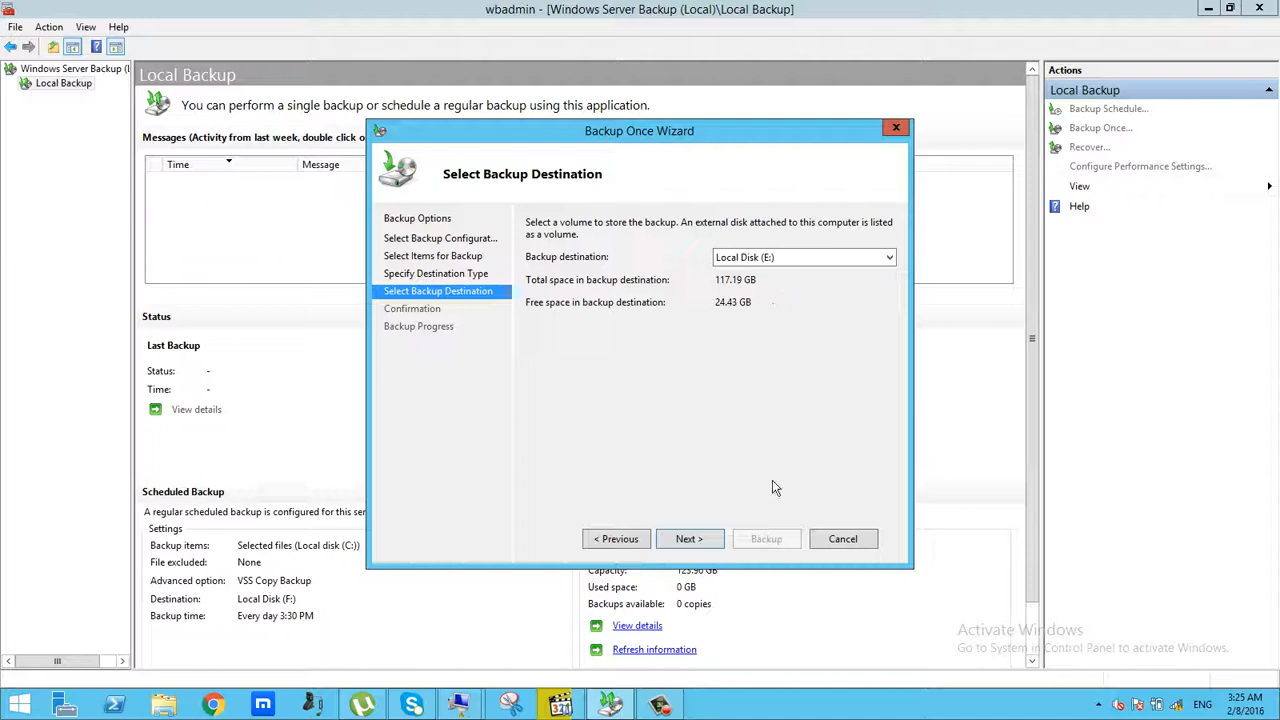 wbadmin - [Windows Server Backup (Local)\Local Backup]
File Action View Help
Windows Server Backup (L
Local Backup
Local Backup
You can perform a single backup or schedule a regular backup using this application.
Messages (Activity from last week, double click o
Time Message
Status
Last Backup
Status: -
Time: -
View details
Scheduled Backup
A regular scheduled backup is configured for this ser
Settings
Backup items: Selected files (Local disk (C:))
File excluded: None
Advanced option: VSS Copy Backup
Destination: Local Disk (F:)
Backup time: Every day 3:30 PM
Capacity: 123.90 GB
Used space: 0 GB
Backups available: 0 copies
View details
Refresh information
Backup Once Wizard
Select Backup Destination
Backup Options
Select Backup Configurat...
Select Items for Backup
Specify Destination Type
Select Backup Destination
Confirmation
Backup Progress
Select a volume to store the backup. An external disk attached to this computer is listed
as a volume.
Backup destination: Local Disk (E:)
Total space in backup destination: 117.19 GB
Free space in backup destination: 24.43 GB
< Previous Next > Backup Cancel
Actions
Local Backup
Backup Schedule...
Backup Once...
Recover...
Configure Performance Settings...
View
Help
Activate Windows
Go to System in Control Panel to activate Windows.
ENG
3:25 AM
2/8/2016